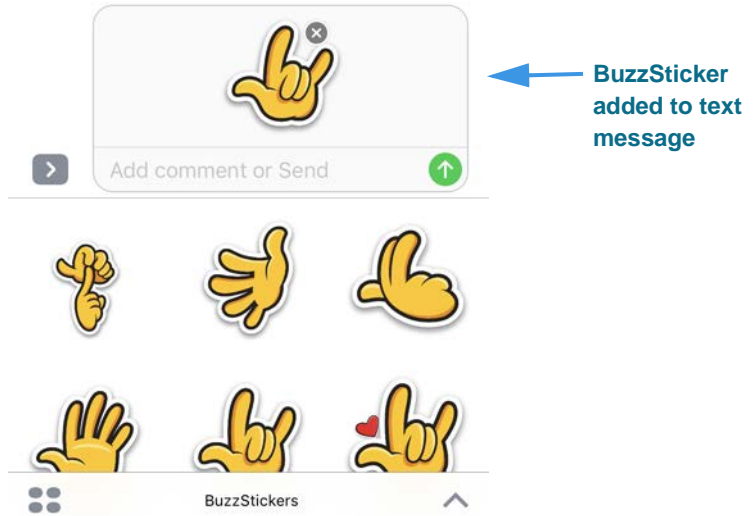 BuzzSticker
added to text
message
Add comment or Send
BuzzStickers